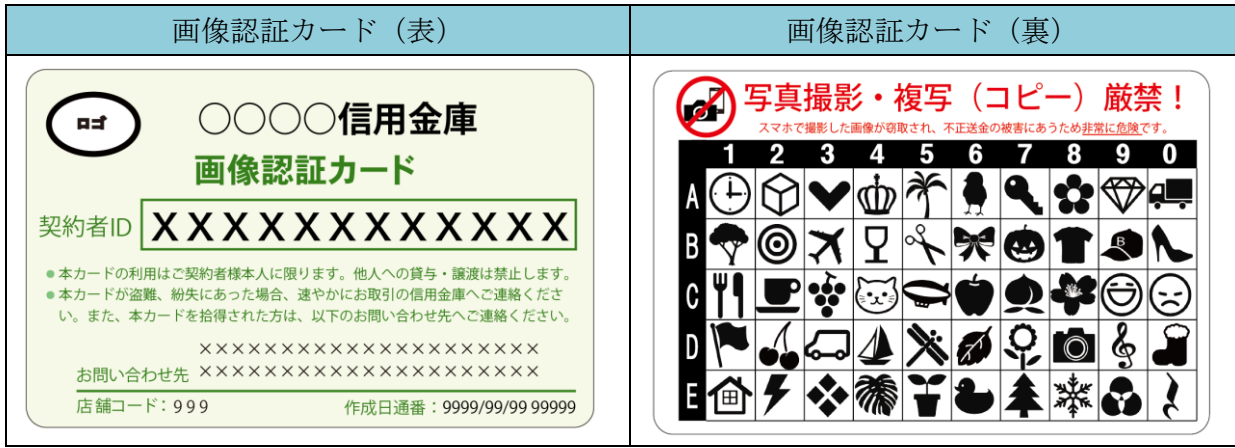 画像認証カード（表）
画像認証カード（裏）
ロゴ
○○○○信用金庫
画像認証カード
契約者ID XXXXXXXXXXXX
●本カードの利用はご契約者様本人に限ります。他人への貸与・譲渡は禁止します。
●本カードが盗難、紛失にあった場合、速やかにお取引の信用金庫へご連絡くださ
い。また、本カードを拾得された方は、以下のお問い合わせ先へご連絡ください。
×××××××××××××××××××××
お問い合わせ先 ×××××××××××××××××××××
店舗コード：999 作成日通番：9999/99/99 99999
写真撮影・複写（コピー）厳禁！
スマホで撮影した画像が窃取され、不正送金の被害にあうため非常に危険です。
1 2 3 4 5 6 7 8 9 0
A
B
B
C
D
E